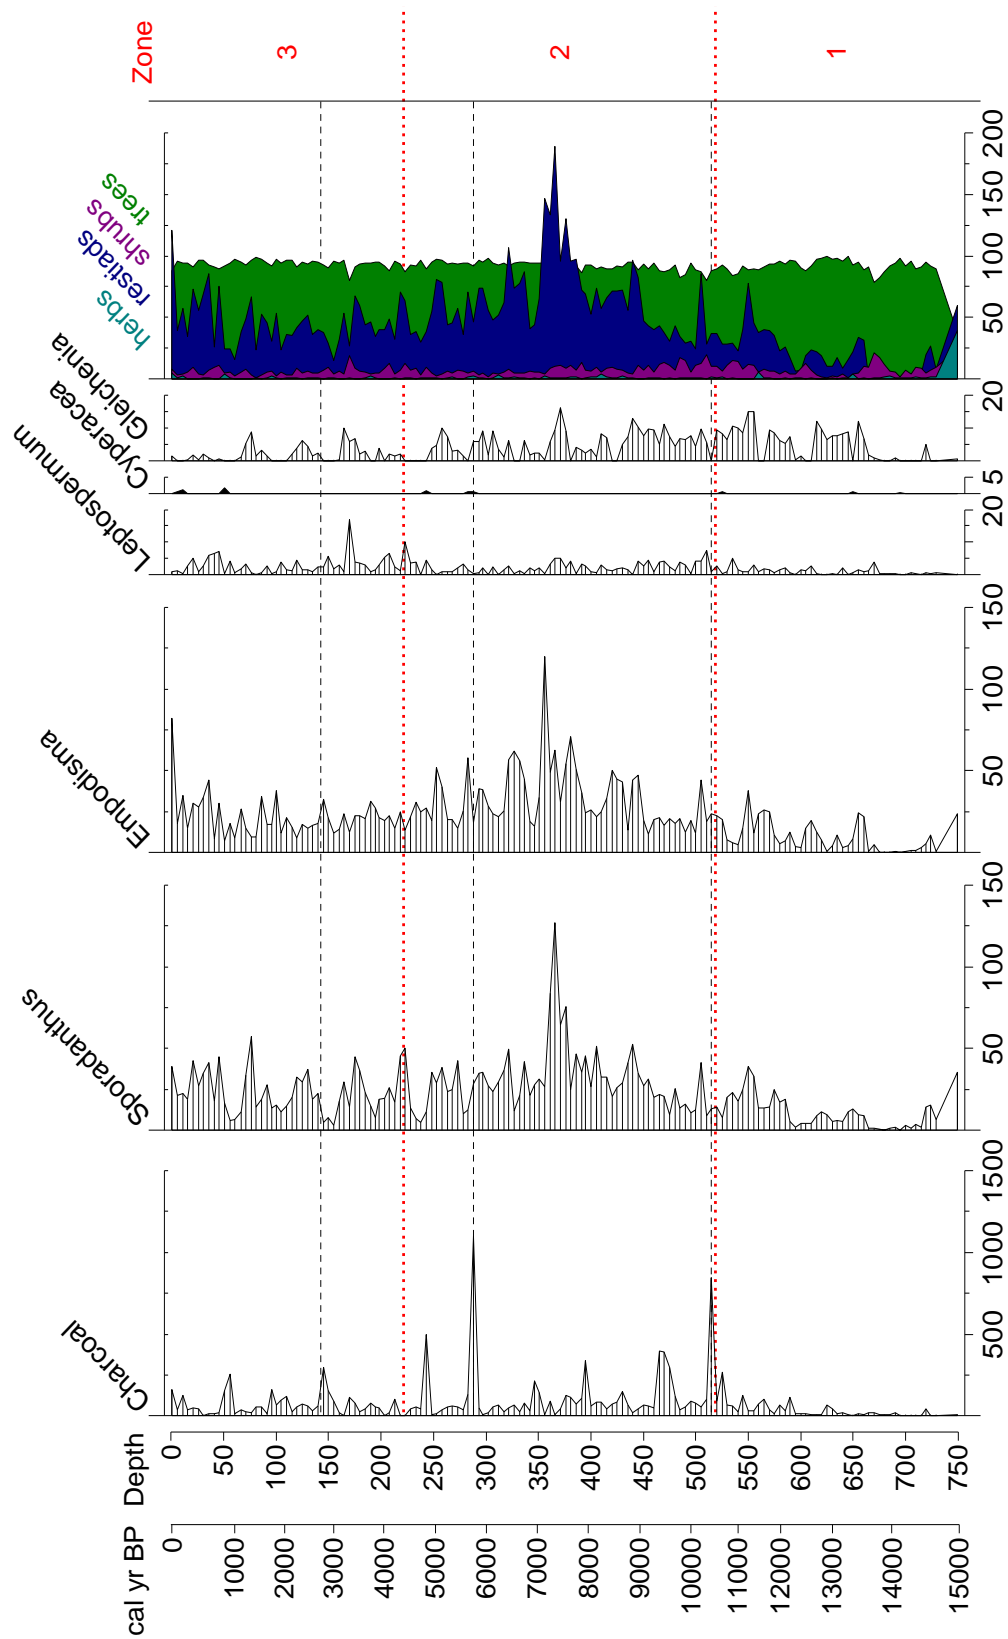 cal yr BP
Depth
Charcoal
Sporadanthus
Empodisma
Leptospermum
Cyperacea
Gleichenia
herbs
restiads
shrubs
trees
Zone
0
1000
2000
3000
4000
5000
6000
7000
8000
9000
10000
11000
12000
13000
14000
15000
0
50
100
150
200
250
300
350
400
450
500
550
600
650
700
750
3
2
1
500 1000 1500
50 100 150
50 100 150
20
5
20
50 100 150 200